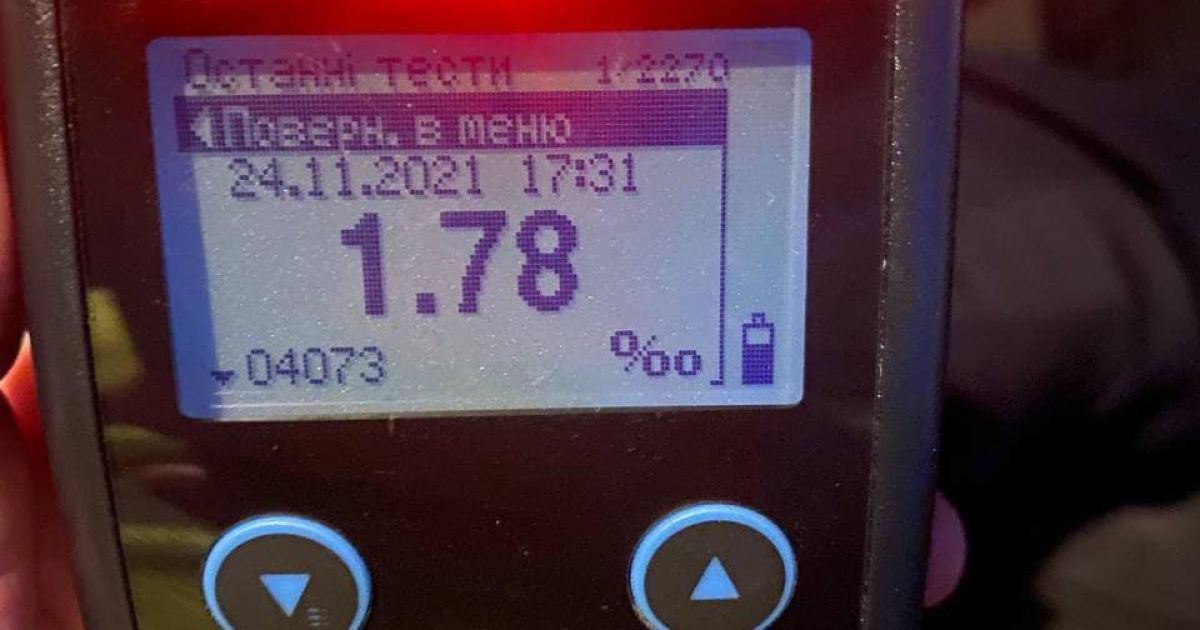 Останні тести 1/2270
Поверн. в меню
24.11.2021 17:31
1.78
04073 ‰